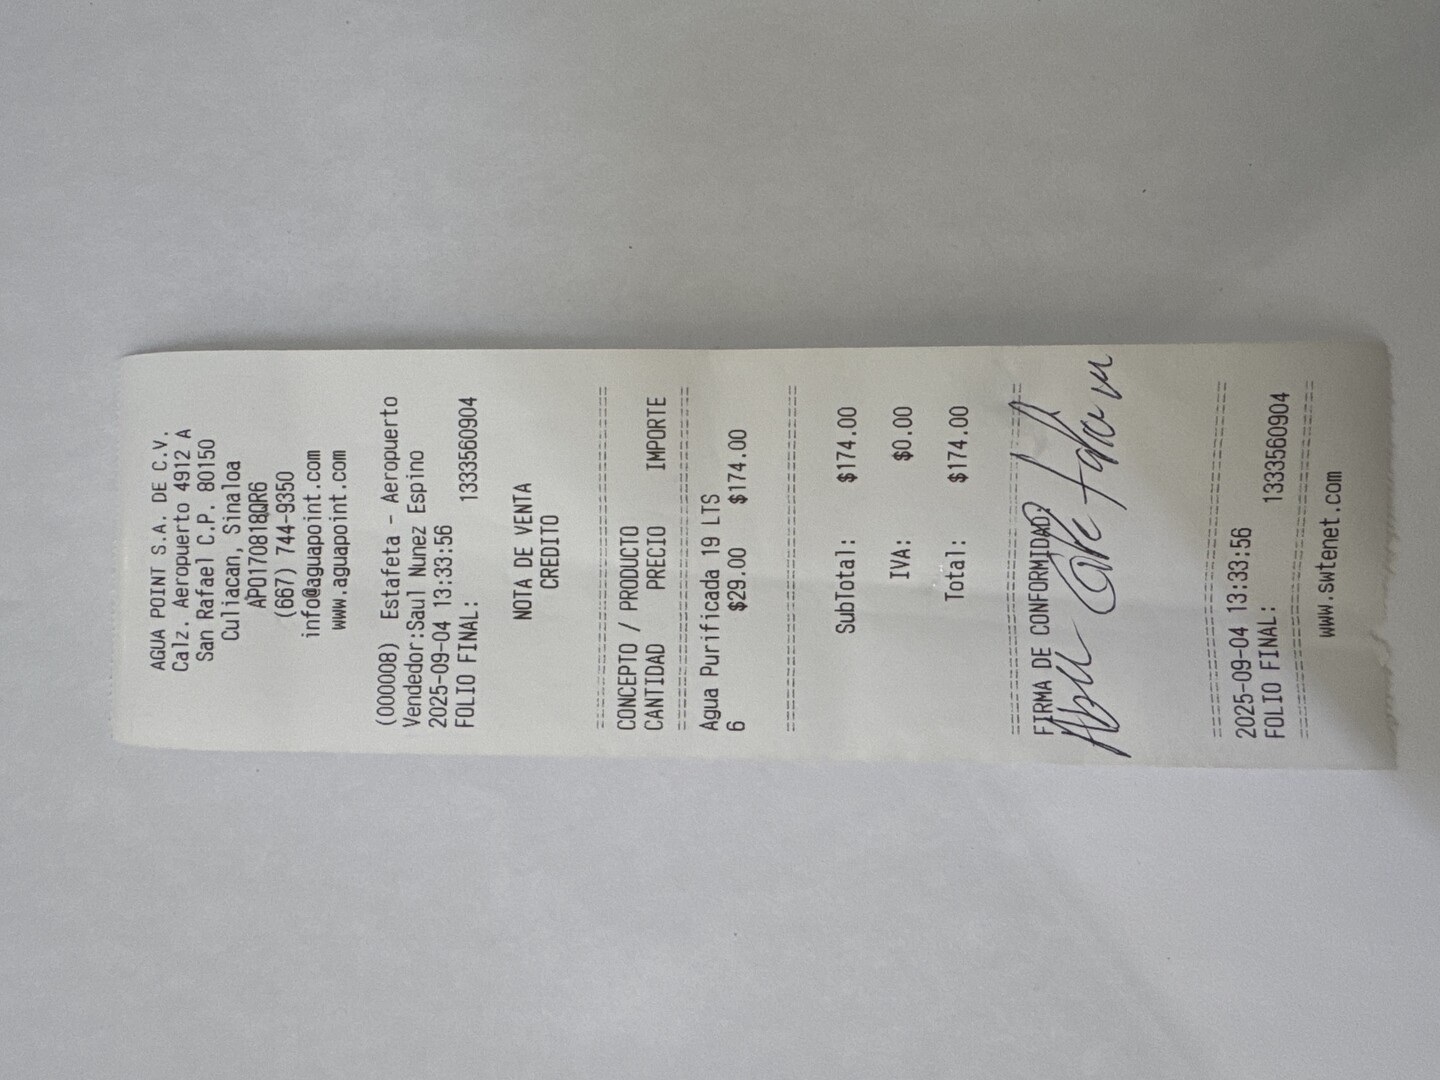 AGUA POINT S.A. DE C.V.
Calz. Aeropuerto 4912 A
San Rafael C.P. 80150
Culiacan, Sinaloa
APO170818QR6
(667) 744-9350
info@aguapoint.com
www.aguapoint.com
(000008) Estafeta - Aeropuerto
Vendedor:Saul Nunez Espino
2025-09-04 13:33:56
FOLIO FINAL: 1333560904
NOTA DE VENTA
CREDITO
==============================
CONCEPTO / PRODUCTO
CANTIDAD PRECIO IMPORTE
==============================
Agua Purificada 19 LTS
6 $29.00 $174.00
==============================
SubTotal: $174.00
IVA: $0.00
Total: $174.00
==============================
FIRMA DE CONFORMIDAD:
==============================
2025-09-04 13:33:56
FOLIO FINAL: 1333560904
==============================
www.swtenet.com